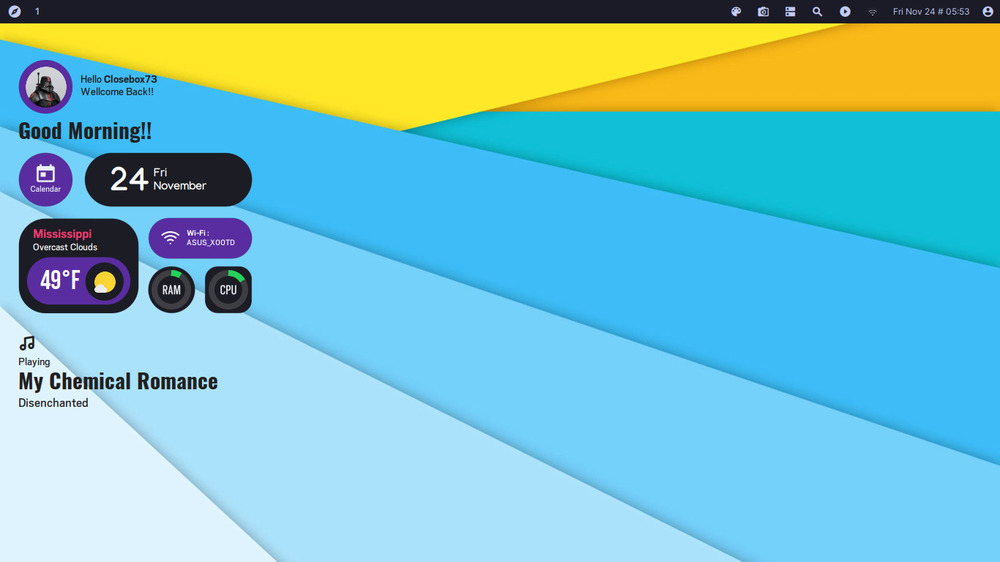 1
Fri Nov 24 # 05:53
Hello Closebox73
Wellcome Back!!
Good Morning!!
Calendar
24
Fri
November
Mississippi
Overcast Clouds
49°F
Wi-Fi :
ASUS_X00TD
RAM
CPU
Playing
My Chemical Romance
Disenchanted